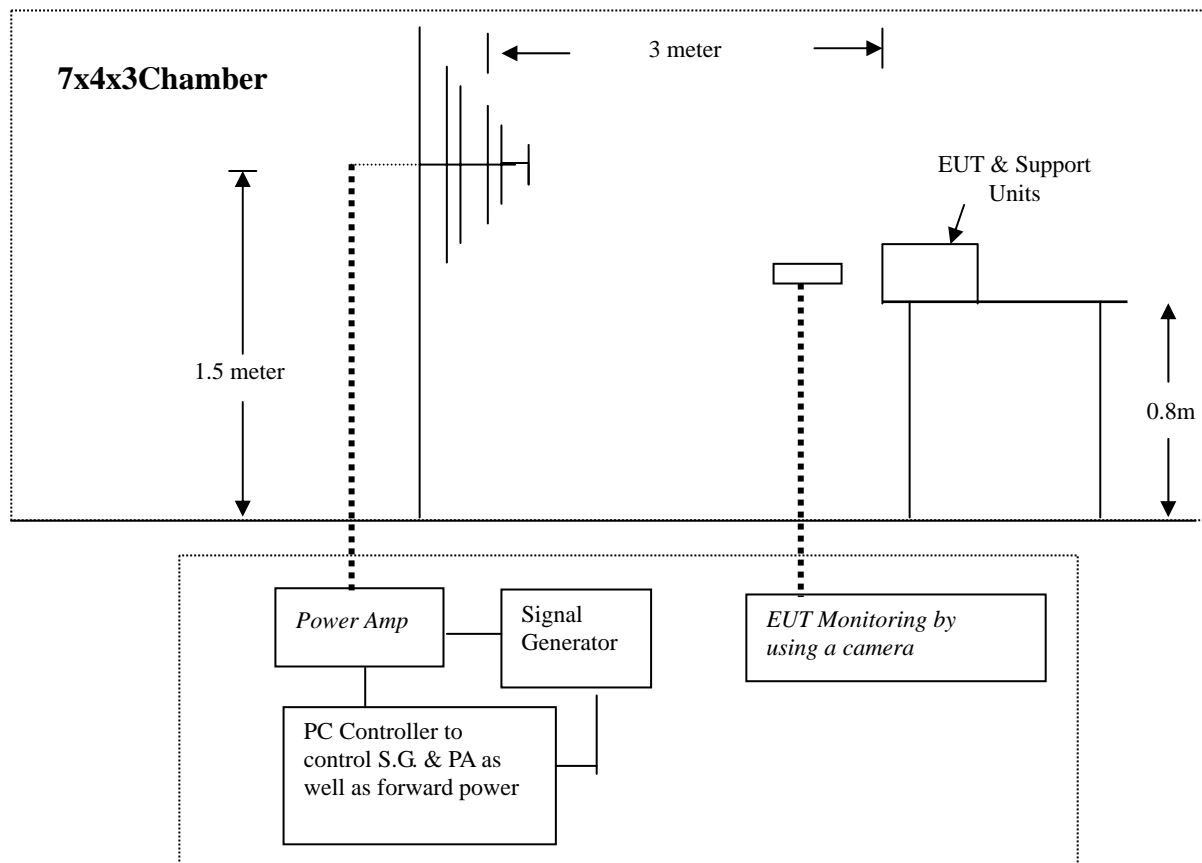 3 meter
7x4x3Chamber
EUT & Support
Units
1.5 meter
0.8m
Power Amp
Signal
Generator
EUT Monitoring by
using a camera
PC Controller to
control S.G. & PA as
well as forward power